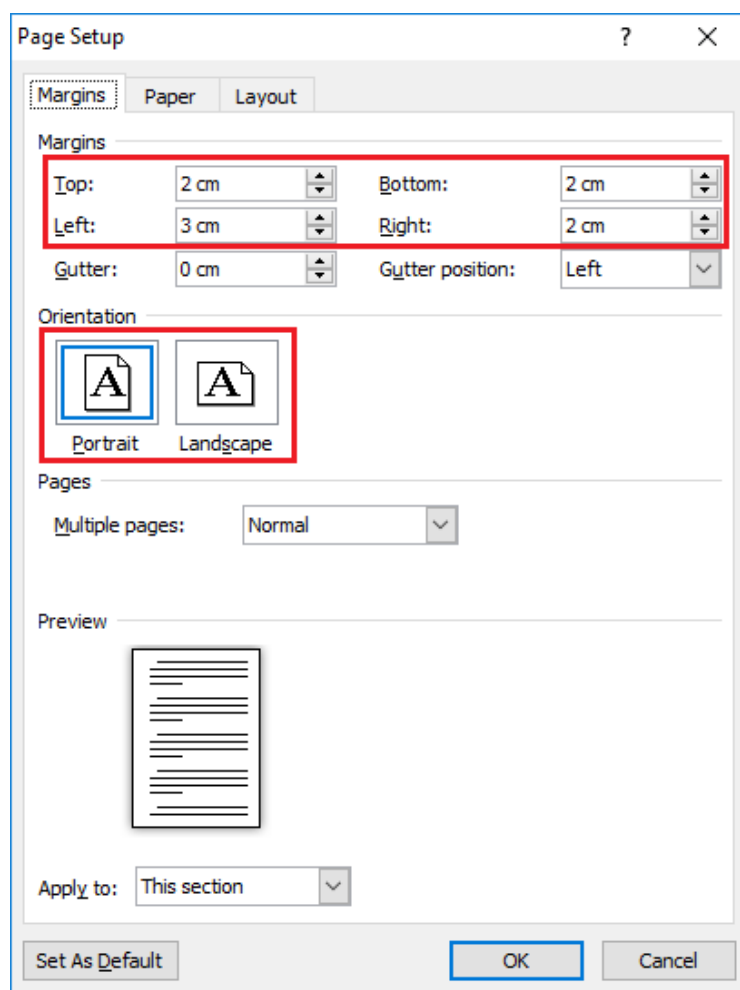 Page Setup ?
Margins Paper Layout
Margins
Top: 2 cm Bottom: 2 cm
Left: 3 cm Right: 2 cm
Gutter: 0 cm Gutter position: Left
Orientation
A A
Portrait Landscape
Pages
Multiple pages: Normal
Preview
Apply to: This section
Set As Default OK Cancel